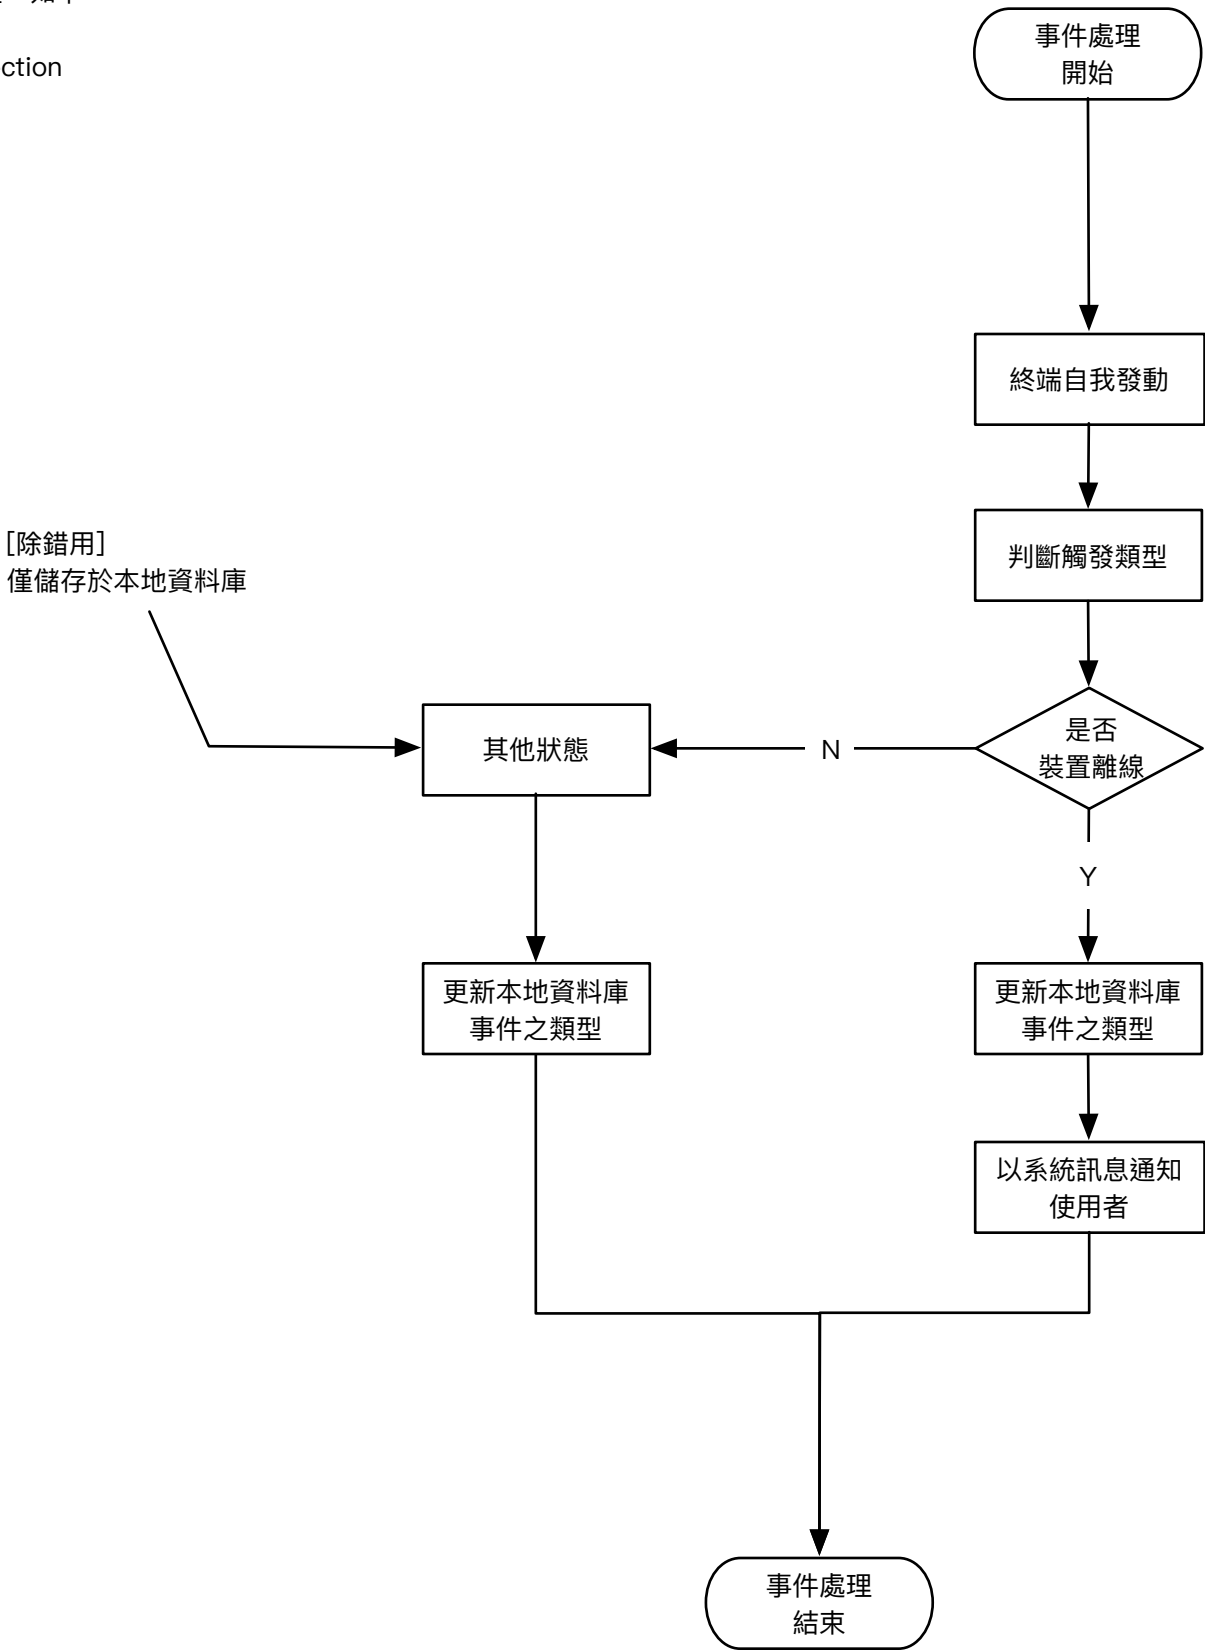 事件處理
開始
ction
終端自我發動
判斷觸發類型
[除錯用]
僅儲存於本地資料庫
是否
裝置離線
其他狀態
N
Y
更新本地資料庫
事件之類型
更新本地資料庫
事件之類型
以系統訊息通知
使用者
事件處理
結束